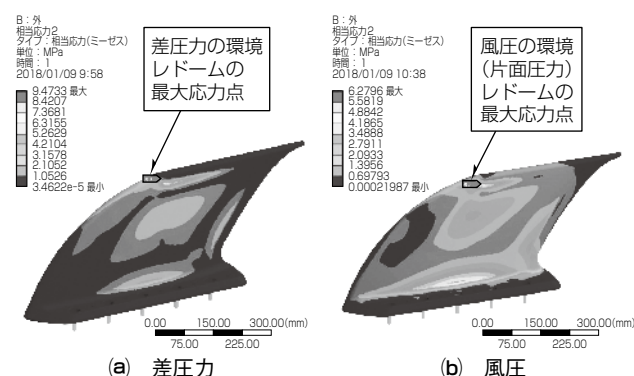 B:外
相当応力2
タイプ:相当応力(ミーゼス)
単位:MPa
時間:1
2018/01/09 9:58
9.4733 最大
8.4207
7.3681
6.3155
5.2629
4.2104
3.1578
2.1052
1.0526
3.4622e-5 最小
差圧力の環境
レドームの
最大応力点
0.00 150.00 300.00(mm)
75.00 225.00
(a) 差圧力
B:外
相当応力2
タイプ:相当応力(ミーゼス)
単位:MPa
時間:1
2018/01/09 10:38
6.2796 最大
5.5819
4.8842
4.1865
3.4888
2.7911
2.0933
1.3956
0.69793
0.00021987 最小
風圧の環境
(片面圧力)
レドームの
最大応力点
0.00 150.00 300.00(mm)
75.00 225.00
(b) 風圧